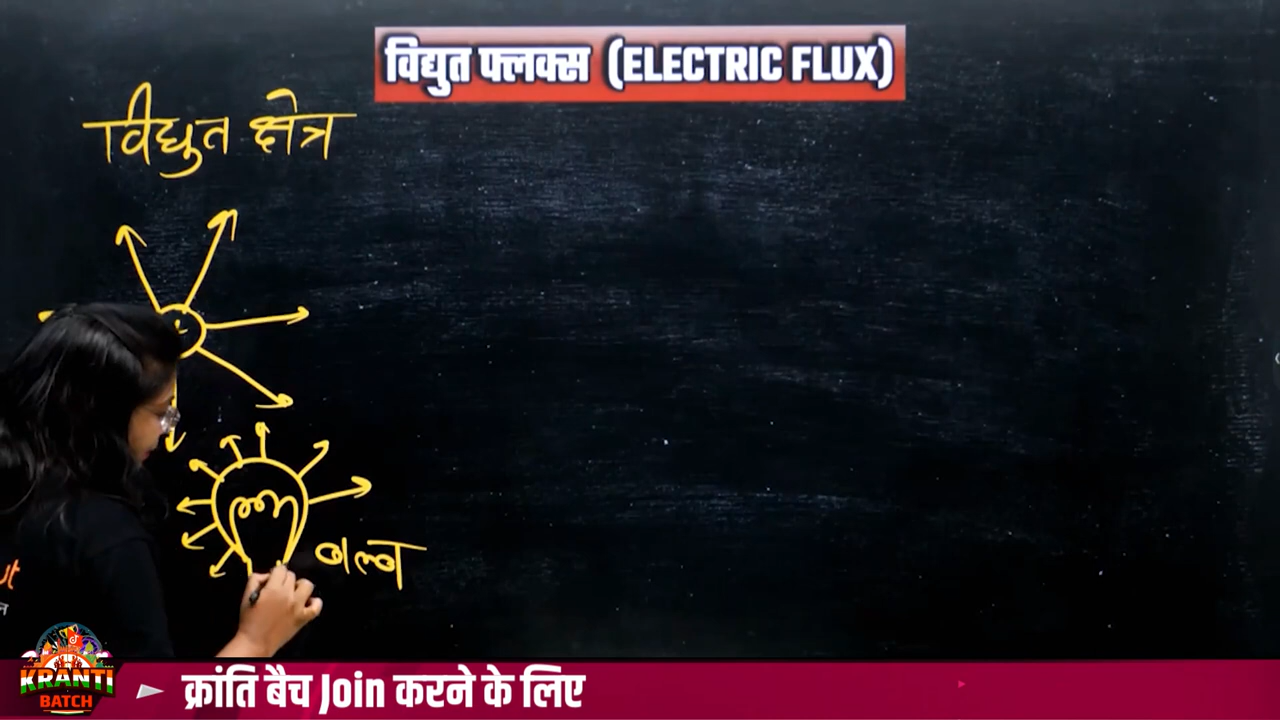 विद्युत फ्लक्स (ELECTRIC FLUX)
विद्युत क्षेत्र
बल्ब
KRANTI
BATCH
क्रांति बैच Join करने के लिए